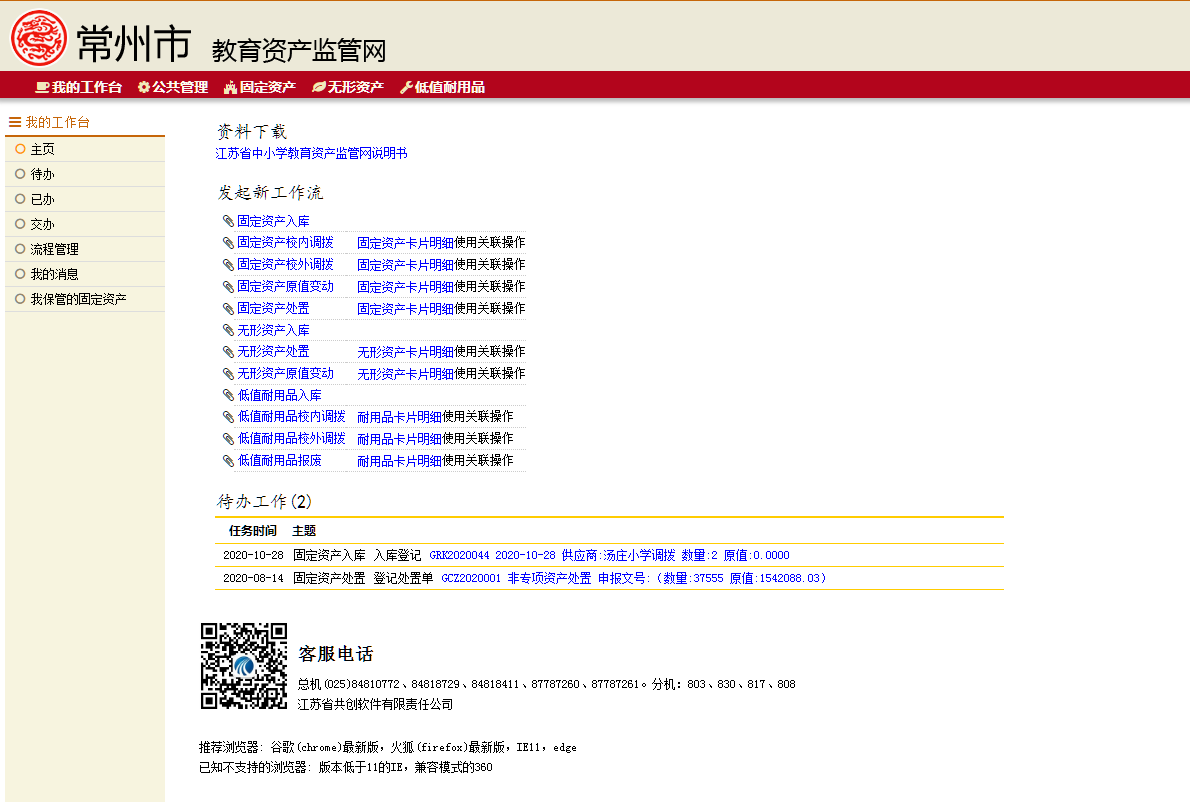 常州市 教育资产监管网
我的工作台 公共管理 固定资产 无形资产 低值耐用品
我的工作台
主页
待办
已办
交办
流程管理
我的消息
我保管的固定资产
资料下载
江苏省中小学教育资产监管网说明书
发起新工作流
固定资产入库
固定资产校内调拨 固定资产卡片明细使用关联操作
固定资产校外调拨 固定资产卡片明细使用关联操作
固定资产原值变动 固定资产卡片明细使用关联操作
固定资产处置 固定资产卡片明细使用关联操作
无形资产入库
无形资产处置 无形资产卡片明细使用关联操作
无形资产原值变动 无形资产卡片明细使用关联操作
低值耐用品入库
低值耐用品校内调拨 耐用品卡片明细使用关联操作
低值耐用品校外调拨 耐用品卡片明细使用关联操作
低值耐用品报废 耐用品卡片明细使用关联操作
待办工作(2)
任务时间 主题
2020-10-28 固定资产入库 入库登记 GRK2020044 2020-10-28 供应商:汤庄小学调拨 数量:2 原值:0.0000
2020-08-14 固定资产处置 登记处置单 GCZ2020001 非专项资产处置 申报文号:（数量:37555 原值:1542088.03）
客服电话
总机(025)84810772、84818729、84818411、87787260、87787261。分机：803、830、817、808
江苏省共创软件有限责任公司
推荐浏览器：谷歌(chrome)最新版，火狐(firefox)最新版，IE11，edge
已知不支持的浏览器：版本低于11的IE，兼容模式的360